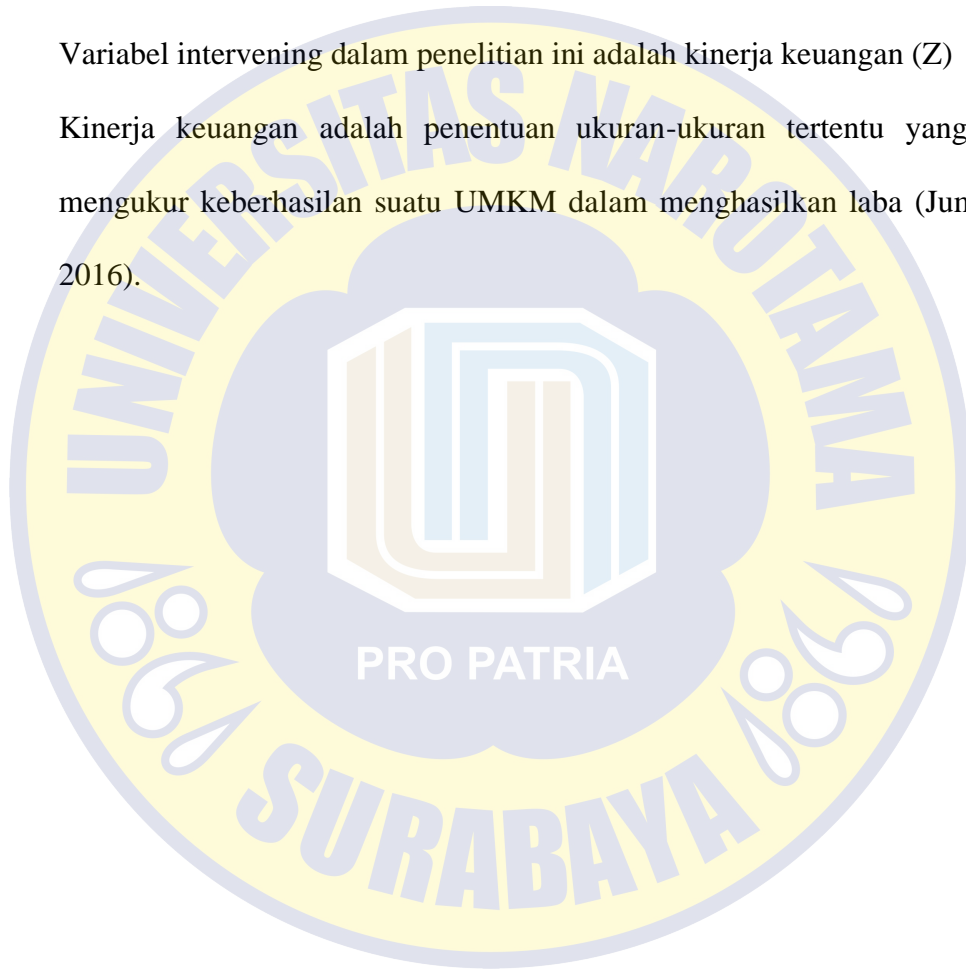 Variabel intervening dalam penelitian ini adalah kinerja keuangan (Z)
Kinerja keuangan adalah penentuan ukuran-ukuran tertentu yang
mengukur keberhasilan suatu UMKM dalam menghasilkan laba (Jun
2016).
UNIVERSITAS NAROTAMA
PRO PATRIA
SURABAYA